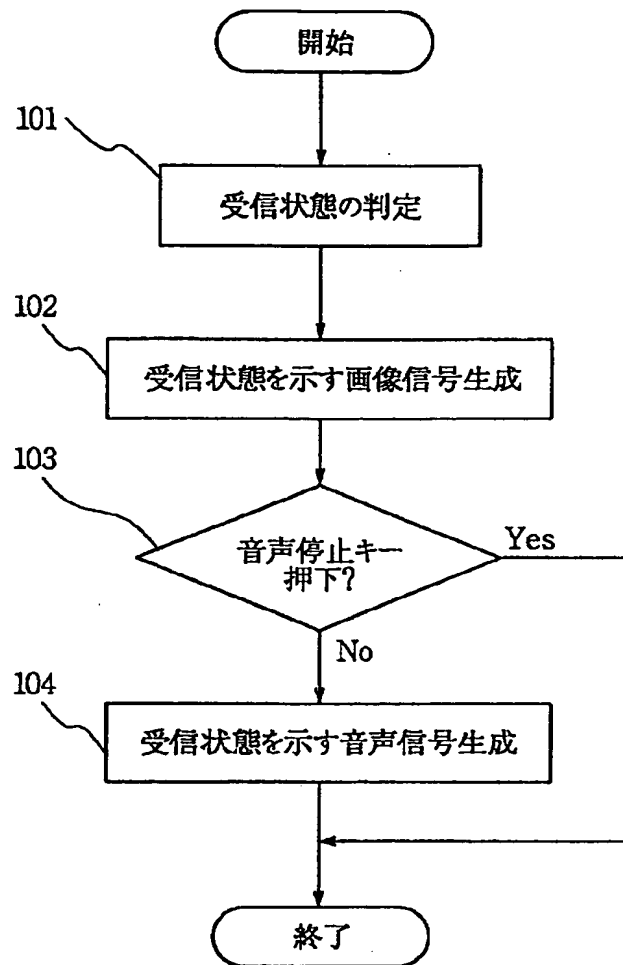 開始
101
受信状態の判定
102
受信状態を示す画像信号生成
103
音声停止キー
押下?
Yes
No
104
受信状態を示す音声信号生成
終了